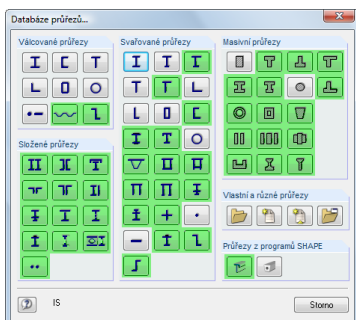 Databáze průřezů...
Válcované průřezy
Svařované průřezy
Masivní průřezy
Složené průřezy
Vlastní a různé průřezy
Průřezy z programů SHAPE
IS
Storno